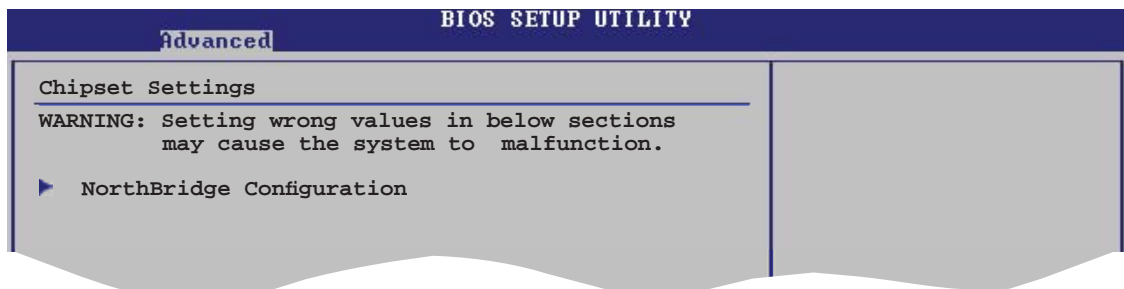 BIOS SETUP UTILITY
Advanced
Chipset Settings
WARNING: Setting wrong values in below sections
may cause the system to malfunction.
NorthBridge Configuration